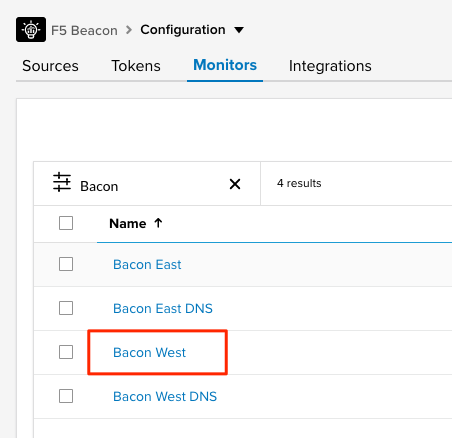 F5 Beacon > Configuration
Sources Tokens Monitors Integrations
Bacon 4 results
Name ↑
Bacon East
Bacon East DNS
Bacon West
Bacon West DNS